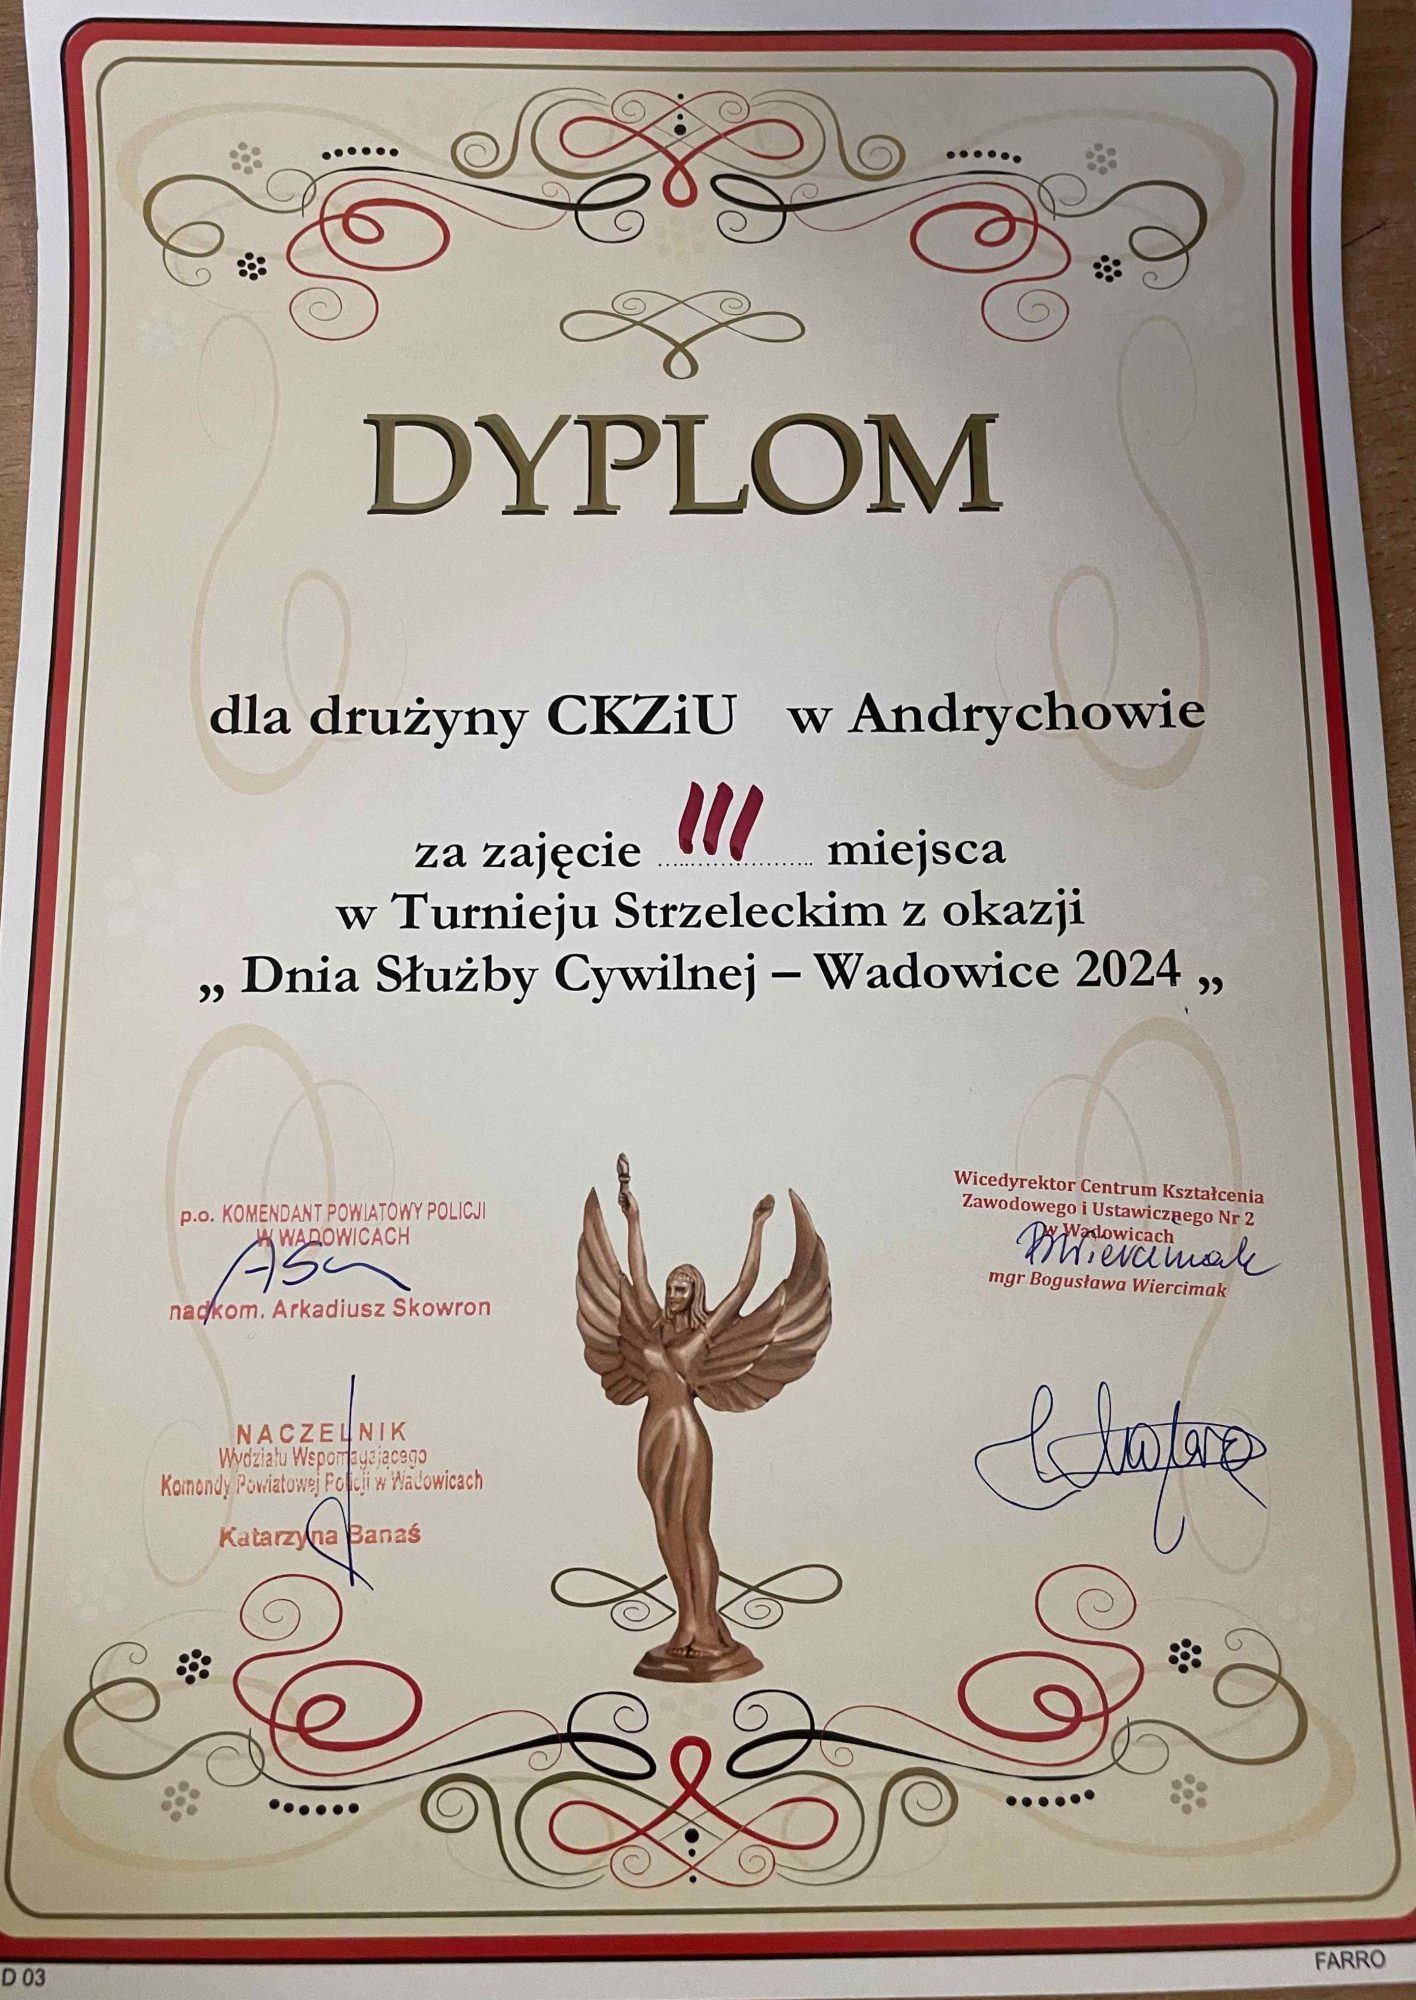 DYPLOM
dla drużyny CKZiU w Andrychowie
za zajęcie III miejsca
w Turnieju Strzeleckim z okazji
„ Dnia Służby Cywilnej – Wadowice 2024 „
p.o. KOMENDANT POWIATOWY POLICJI
W WADOWICACH
nadkom. Arkadiusz Skowron
Wicedyrektor Centrum Kształcenia
Zawodowego i Ustawicznego Nr 2
w Wadowicach
BWiercimak
mgr Bogusława Wiercimak
NACZELNIK
Wydziału Wspomagającego
Komendy Powiatowej Policji w Wadowicach
Katarzyna Banaś
D 03
FARRO